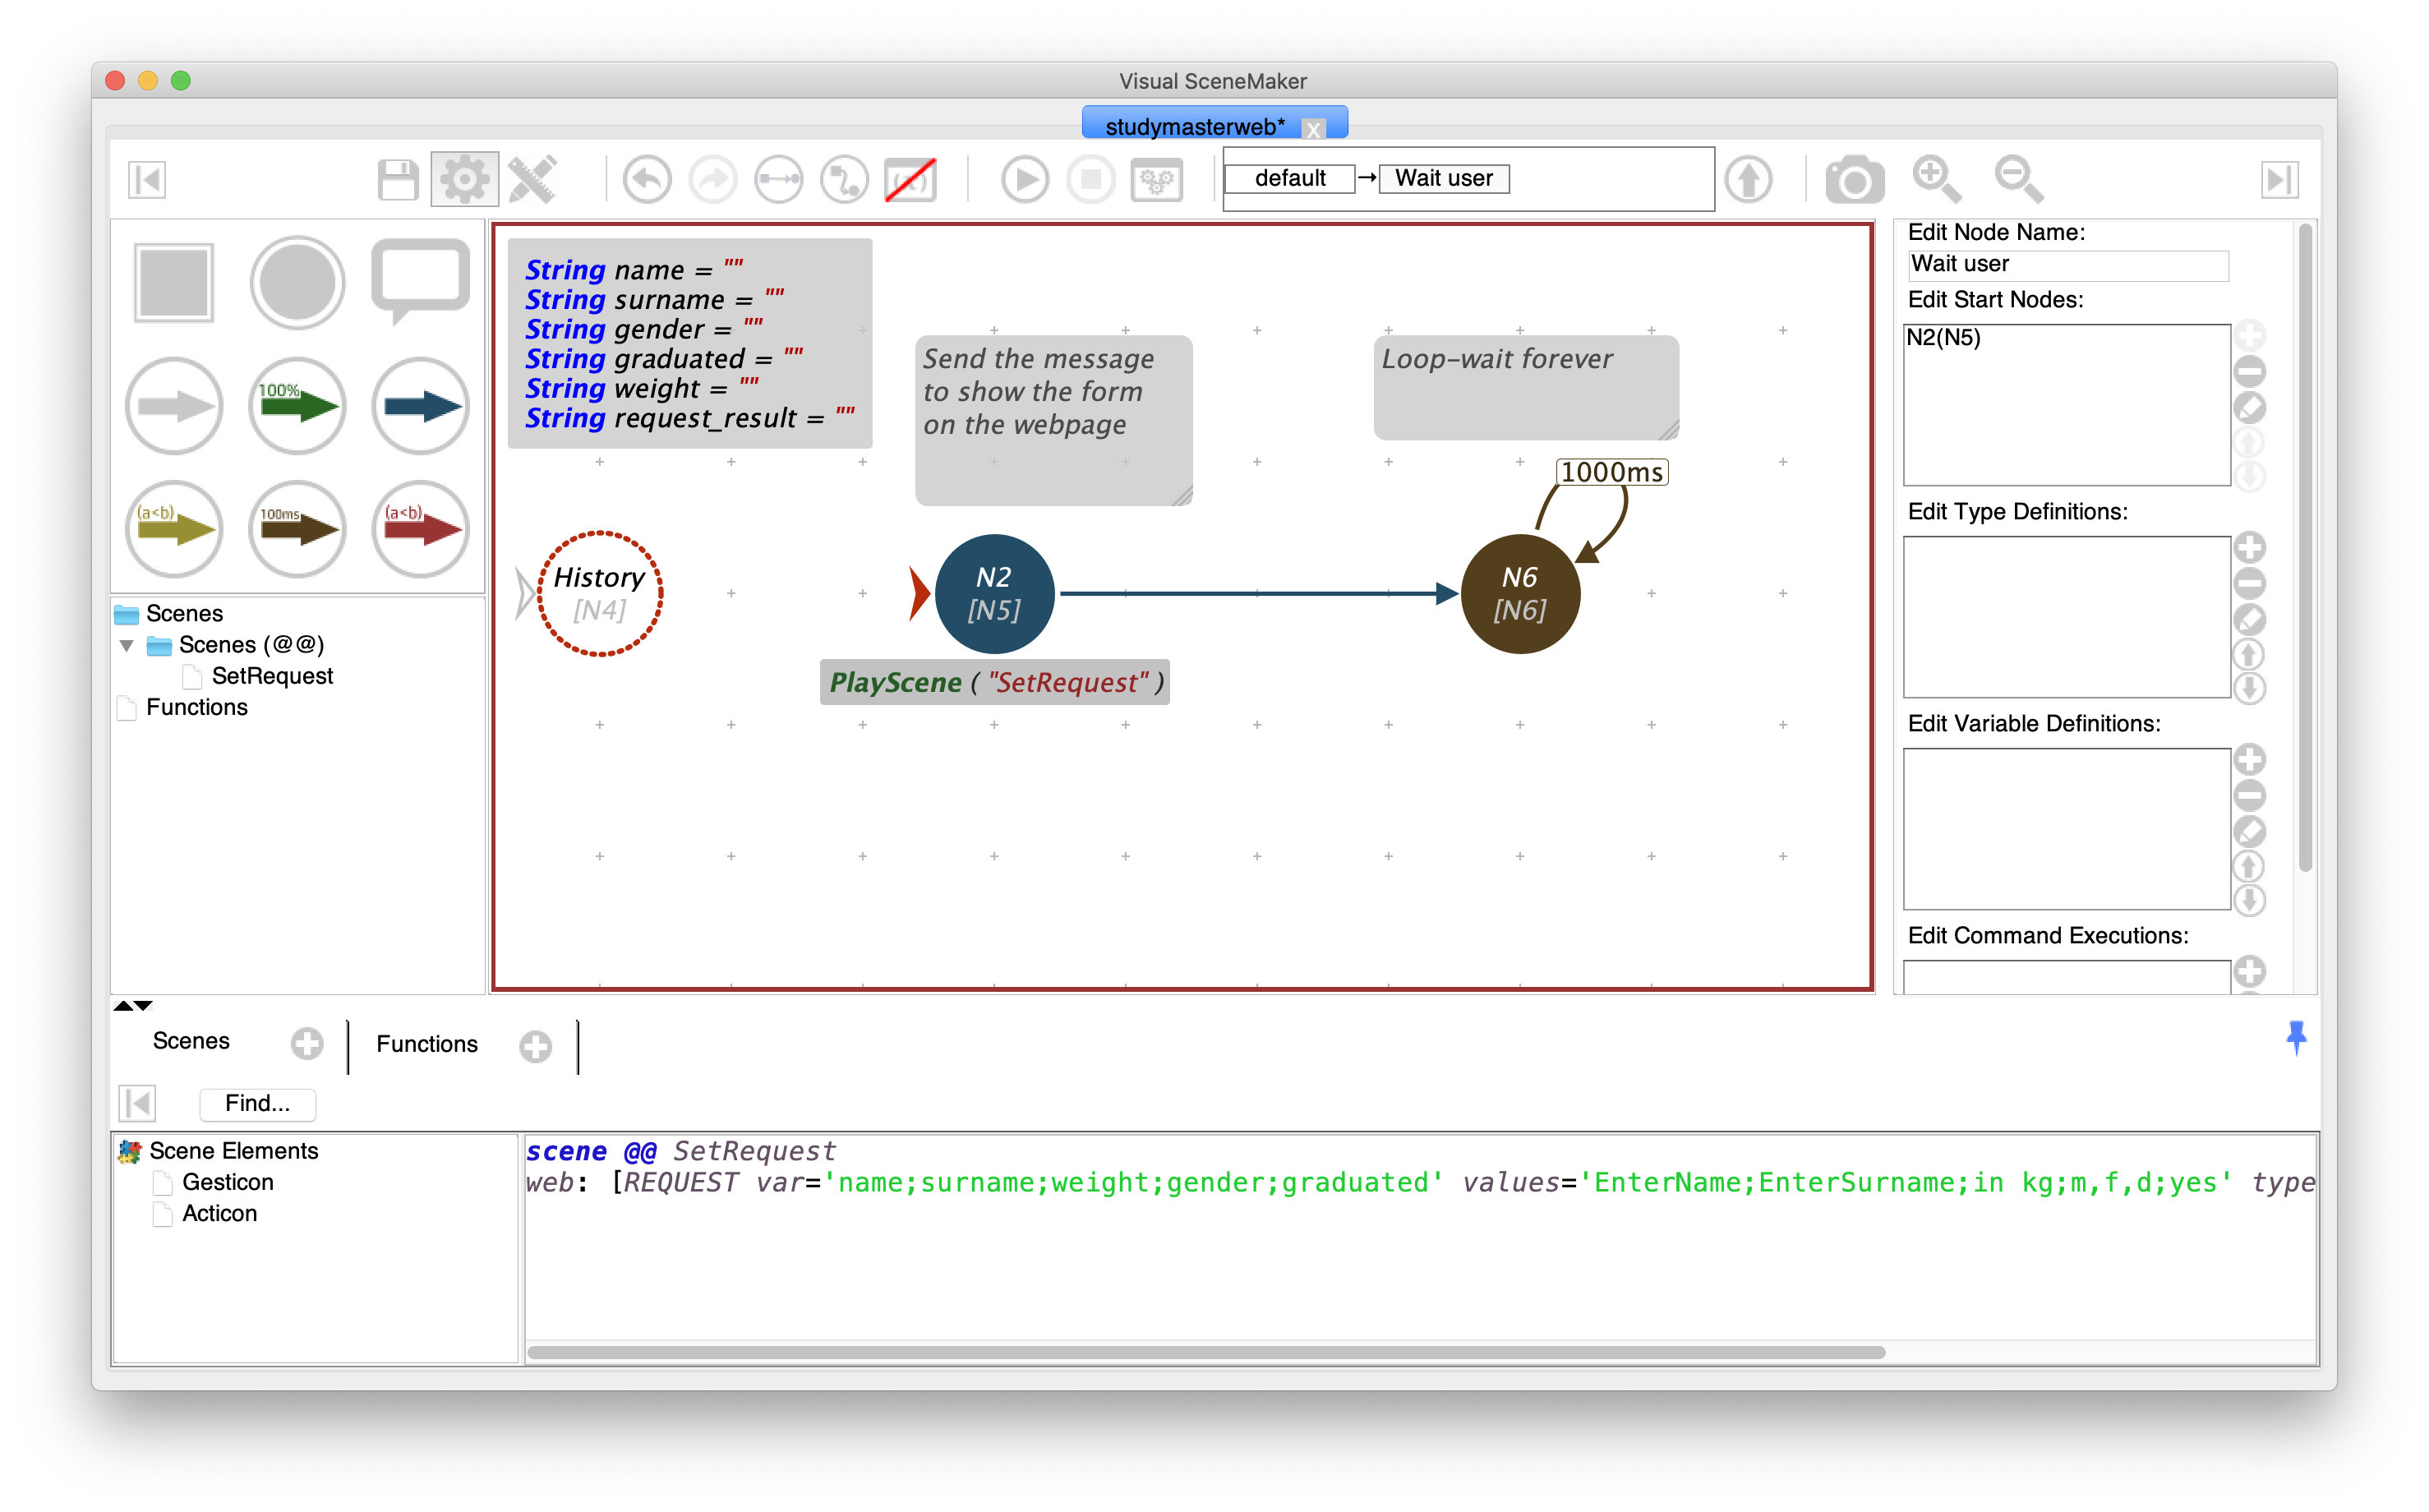 Visual SceneMaker
studymasterweb* x
default → Wait user
100%
(a<b)
100ms
(a<b)
Scenes
Scenes (@@)
SetRequest
Functions
String name = ""
String surname = ""
String gender = ""
String graduated = ""
String weight = ""
String request_result = ""
Send the message
to show the form
on the webpage
Loop-wait forever
1000ms
History
[N4]
N2
[N5]
N6
[N6]
PlayScene ( "SetRequest" )
Edit Node Name:
Wait user
Edit Start Nodes:
N2(N5)
Edit Type Definitions:
Edit Variable Definitions:
Edit Command Executions:
Scenes
Functions
Find...
Scene Elements
Gesticon
Acticon
scene @@ SetRequest
web: [REQUEST var='name;surname;weight;gender;graduated' values='EnterName;EnterSurname;in kg;m,f,d;yes' type